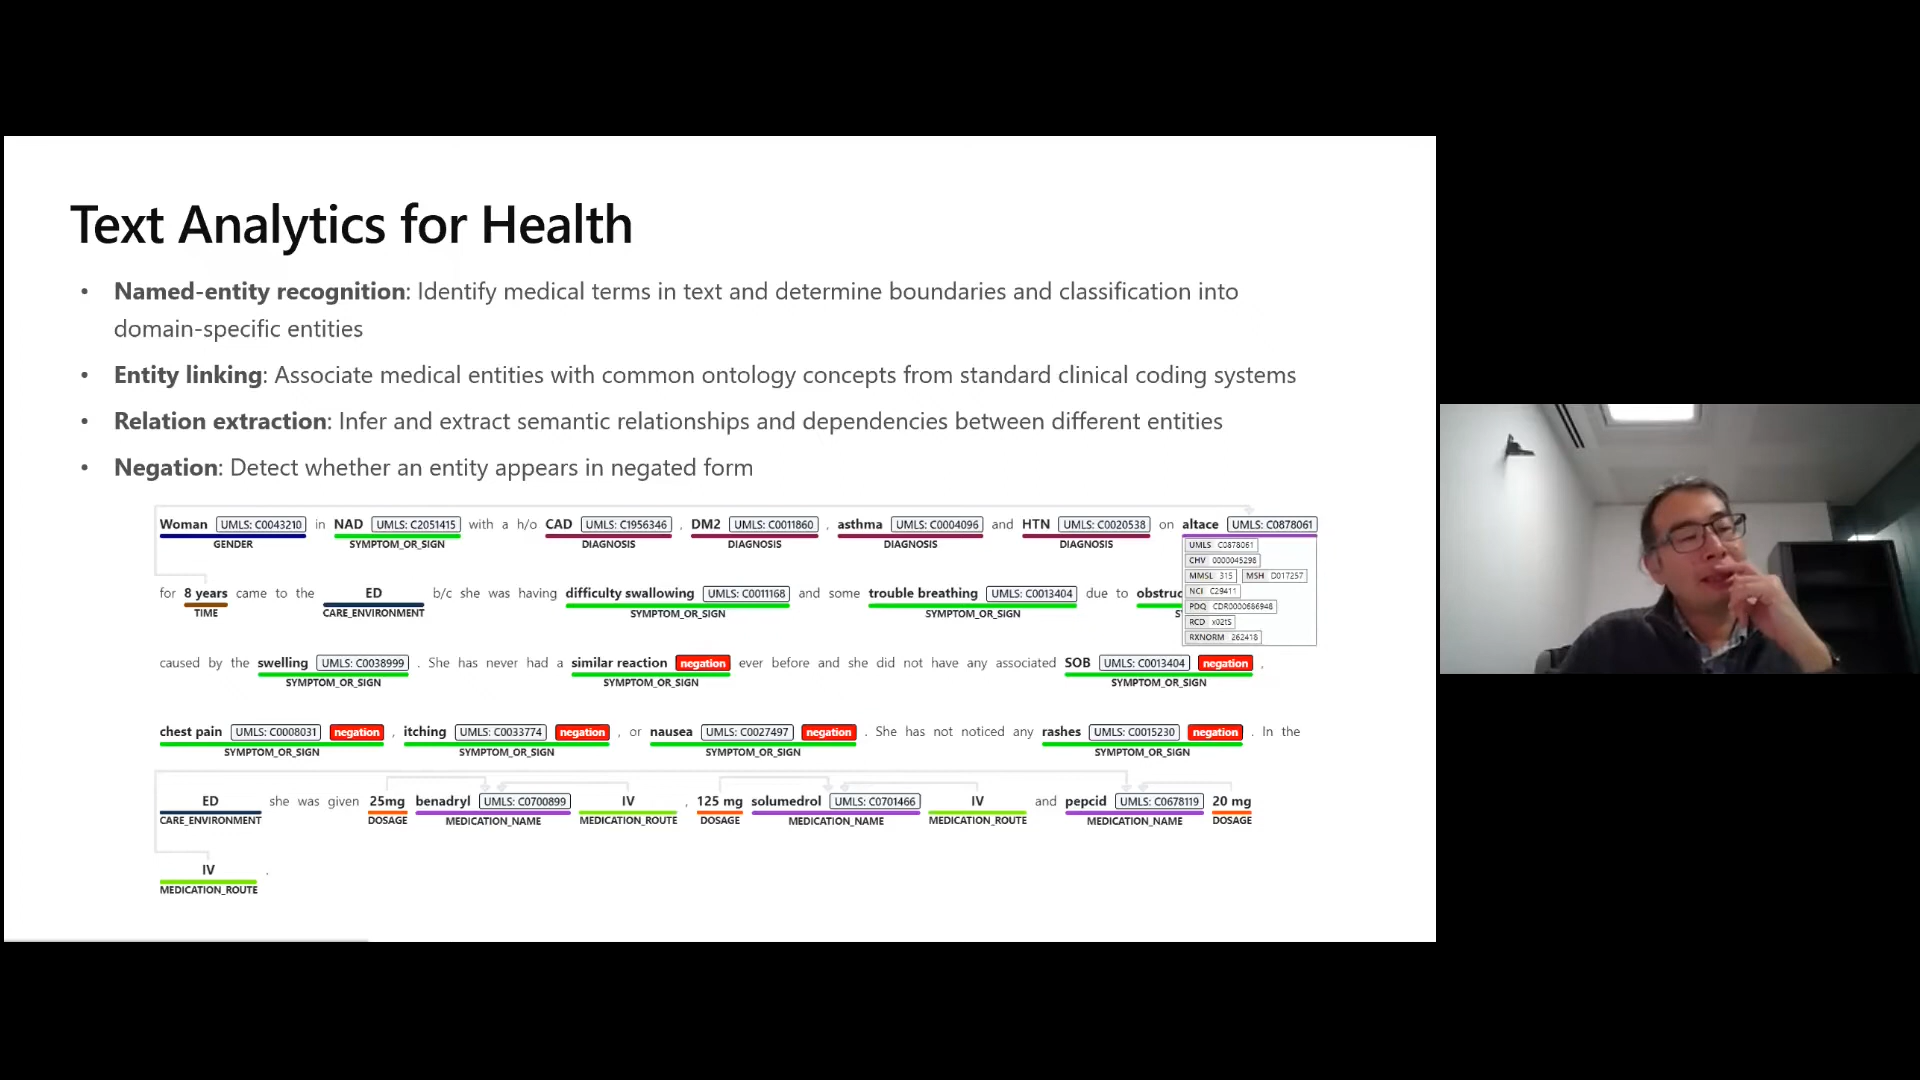 Text Analytics for Health
• Named-entity recognition: Identify medical terms in text and determine boundaries and classification into
domain-specific entities
• Entity linking: Associate medical entities with common ontology concepts from standard clinical coding systems
• Relation extraction: Infer and extract semantic relationships and dependencies between different entities
• Negation: Detect whether an entity appears in negated form
Woman UMLS: C0043210 in NAD UMLS: C2051415 with a h/o CAD UMLS: C1956346 , DM2 UMLS: C0011860 , asthma UMLS: C0004096 and HTN UMLS: C0020538 on altace UMLS: C0878061
GENDER SYMPTOM_OR_SIGN DIAGNOSIS DIAGNOSIS DIAGNOSIS DIAGNOSIS
UMLS C0878061
CHV 0000045298
MMSL 315 MSH D017257
NCI C29411
PDQ CDR0000686948
RCD x02tS
RXNORM 262418
for 8 years came to the ED b/c she was having difficulty swallowing UMLS: C0011168 and some trouble breathing UMLS: C0013404 due to obstruc
TIME CARE_ENVIRONMENT SYMPTOM_OR_SIGN SYMPTOM_OR_SIGN S
caused by the swelling UMLS: C0038999 . She has never had a similar reaction negation ever before and she did not have any associated SOB UMLS: C0013404 negation ,
SYMPTOM_OR_SIGN SYMPTOM_OR_SIGN SYMPTOM_OR_SIGN
chest pain UMLS: C0008031 negation , itching UMLS: C0033774 negation , or nausea UMLS: C0027497 negation . She has not noticed any rashes UMLS: C0015230 negation . In the
SYMPTOM_OR_SIGN SYMPTOM_OR_SIGN SYMPTOM_OR_SIGN SYMPTOM_OR_SIGN
ED she was given 25mg benadryl UMLS: C0700899 IV , 125 mg solumedrol UMLS: C0701466 IV and pepcid UMLS: C0678119 20 mg
CARE_ENVIRONMENT DOSAGE MEDICATION_NAME MEDICATION_ROUTE DOSAGE MEDICATION_NAME MEDICATION_ROUTE MEDICATION_NAME DOSAGE
IV .
MEDICATION_ROUTE